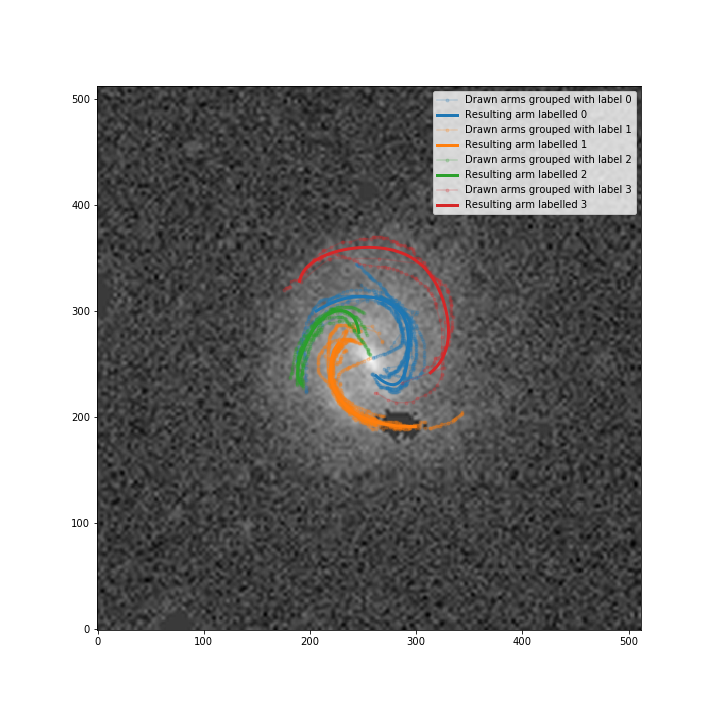 500
400
300
200
100
0
0
100
200
300
400
500
Drawn arms grouped with label 0
Resulting arm labelled 0
Drawn arms grouped with label 1
Resulting arm labelled 1
Drawn arms grouped with label 2
Resulting arm labelled 2
Drawn arms grouped with label 3
Resulting arm labelled 3